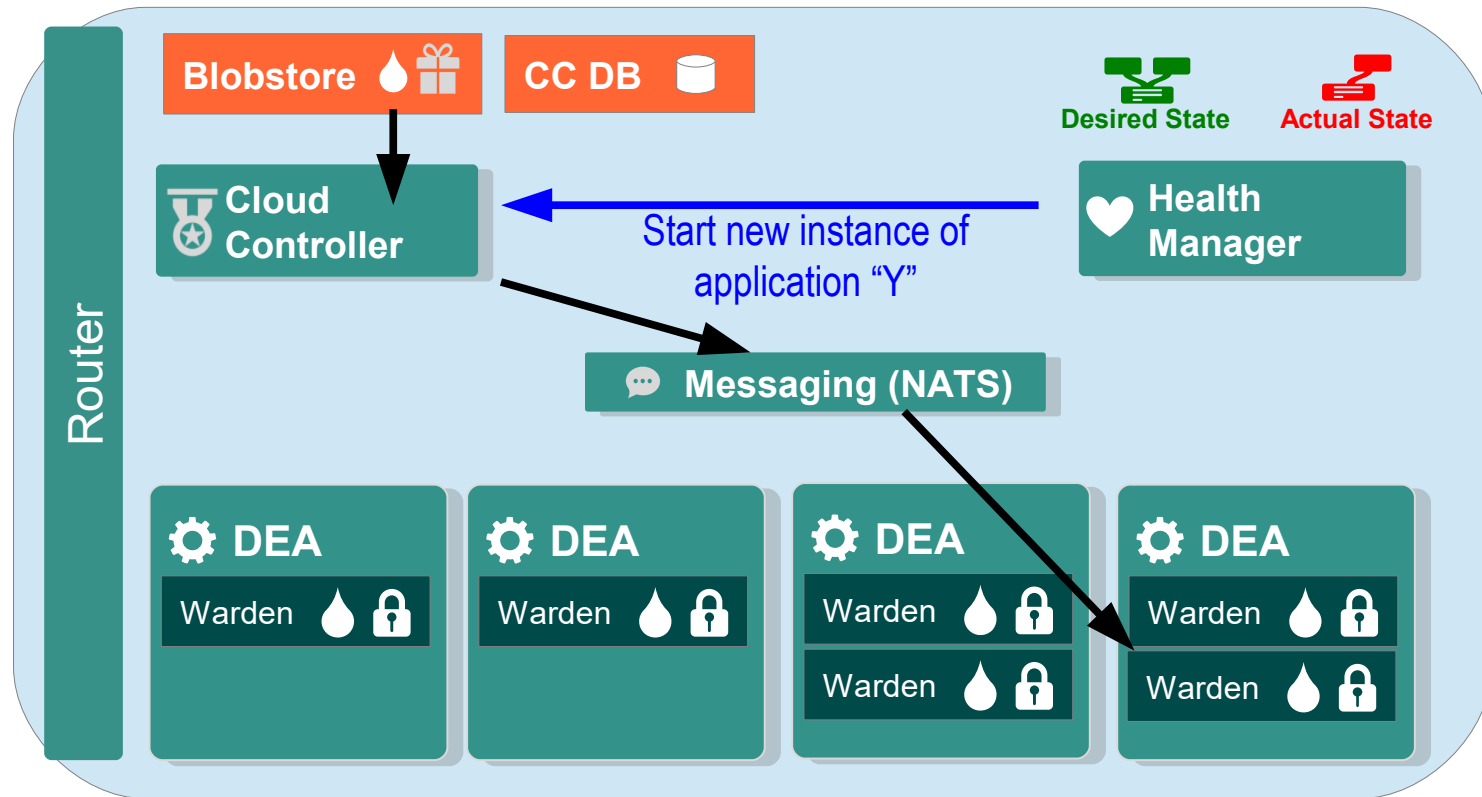 Router
Blobstore
CC DB
Desired State
Actual State
Cloud
Controller
Start new instance of
application “Y”
Health
Manager
Messaging (NATS)
DEA
Warden
DEA
Warden
DEA
Warden
Warden
DEA
Warden
Warden